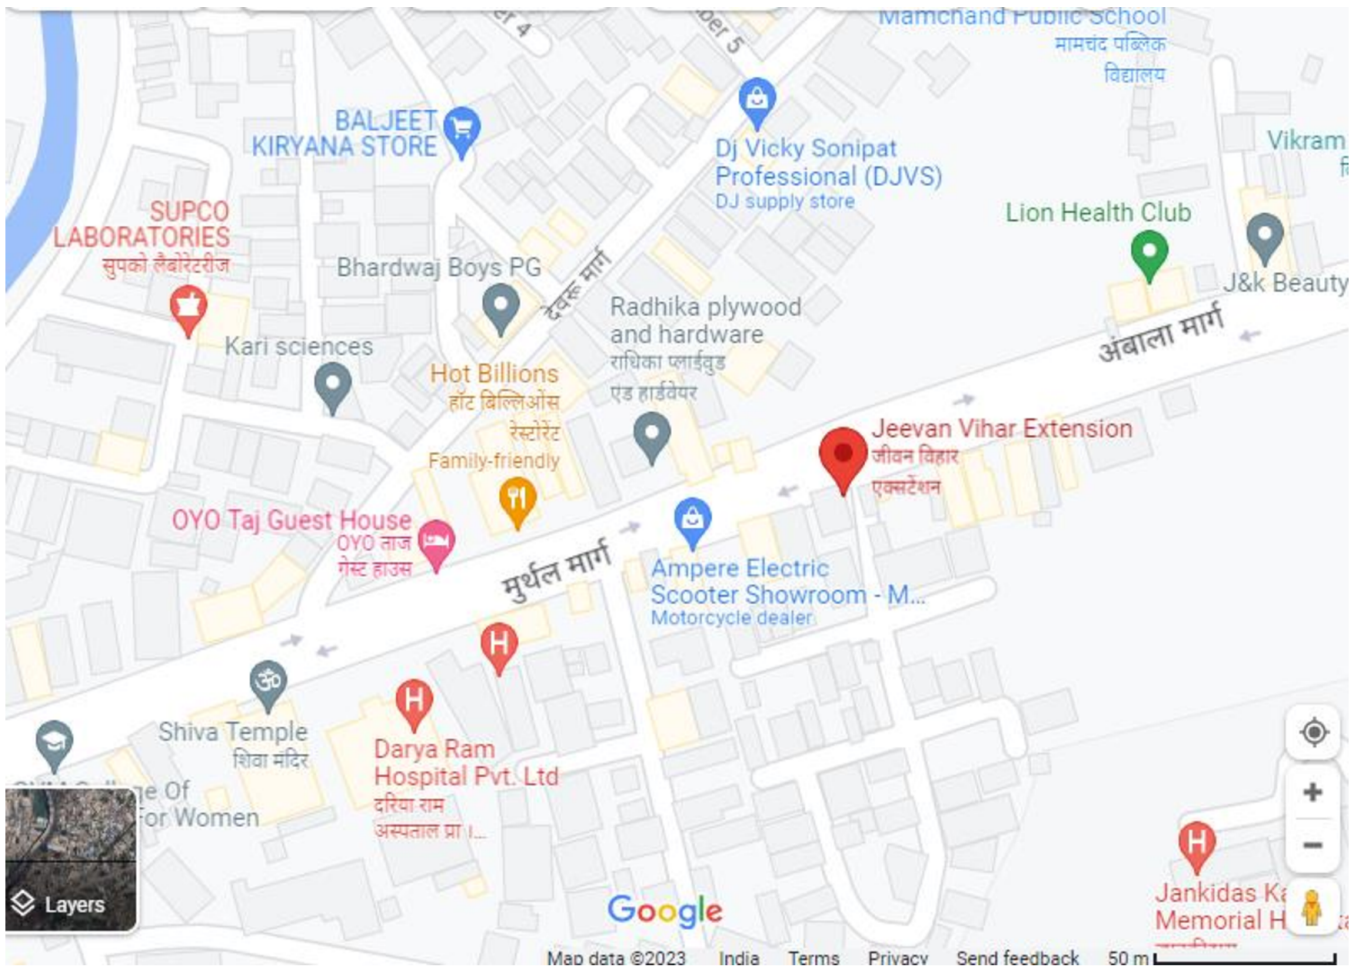 Mamchand Public School
मामचंद पब्लिक
विद्यालय
BALJEET
KIRYANA STORE
Dj Vicky Sonipat
Professional (DJVS)
DJ supply store
Vikram
SUPCO
LABORATORIES
सुपको लैबोरेटरीज
Lion Health Club
J&k Beauty
Bhardwaj Boys PG
देवरू मार्ग
Radhika plywood
and hardware
राधिका प्लाईवुड
एंड हार्डवेयर
अंबाला मार्ग
Kari sciences
Hot Billions
हॉट बिल्लिओंस
रेस्टोरेंट
Family-friendly
Jeevan Vihar Extension
जीवन विहार
एक्सटेंशन
OYO Taj Guest House
OYO ताज
गेस्ट हाउस
मुर्थल मार्ग
Ampere Electric
Scooter Showroom - M...
Motorcycle dealer
H
H
Shiva Temple
शिवा मंदिर
Darya Ram
Hospital Pvt. Ltd
दरिया राम
अस्पताल प्रा ।...
ge Of
For Women
H
Jankidas Ka
Memorial H
Layers
Google
Map data ©2023 India Terms Privacy Send feedback 50 m